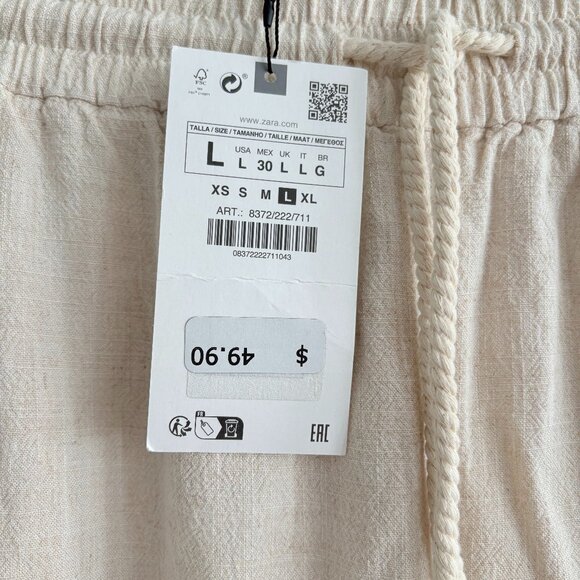 FSC
www.zara.com
TALLA / SIZE / TAMANHO / TAILLE / MAAT / ΜΕΓΕΘΟΣ
L USA MEX UK IT BR
L 30 L L G
XS S M L XL
ART.: 8372/222/711
08372222711043
$ 49.90
FR
EAC